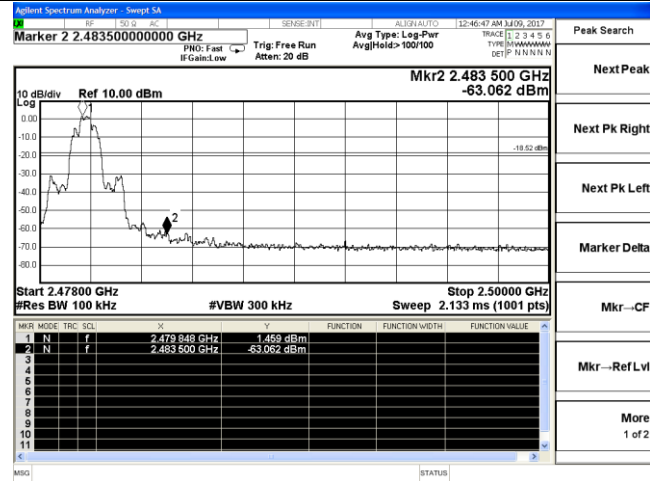 Agilent Spectrum Analyzer - Swept SA
RF 50 Ω AC SENSE:INT ALIGNAUTO 12:46:47 AM Jul 09, 2017
Marker 2 2.483500000000 GHz
PNO: Fast
IFGain:Low
Trig: Free Run
Atten: 20 dB
Avg Type: Log-Pwr
Avg|Hold:> 100/100
TRACE 1 2 3 4 5 6
TYPE MWWWWW
DET P N N N N N
Mkr2 2.483 500 GHz
-63.062 dBm
10 dB/div Ref 10.00 dBm
Log
1
0.00
-10.0
-20.0
-18.52 dBm
-30.0
-40.0
-50.0
2
-60.0
-70.0
-80.0
Start 2.47800 GHz Stop 2.50000 GHz
#Res BW 100 kHz #VBW 300 kHz Sweep 2.133 ms (1001 pts)
MKR MODE TRC SCL X Y FUNCTION FUNCTION WIDTH FUNCTION VALUE
1 N f 2.479 848 GHz 1.459 dBm
2 N f 2.483 500 GHz -63.062 dBm
3
4
5
6
7
8
9
10
11
MSG STATUS
Peak Search
Next Peak
Next Pk Right
Next Pk Left
Marker Delta
Mkr→CF
Mkr→Ref Lvl
More
1 of 2